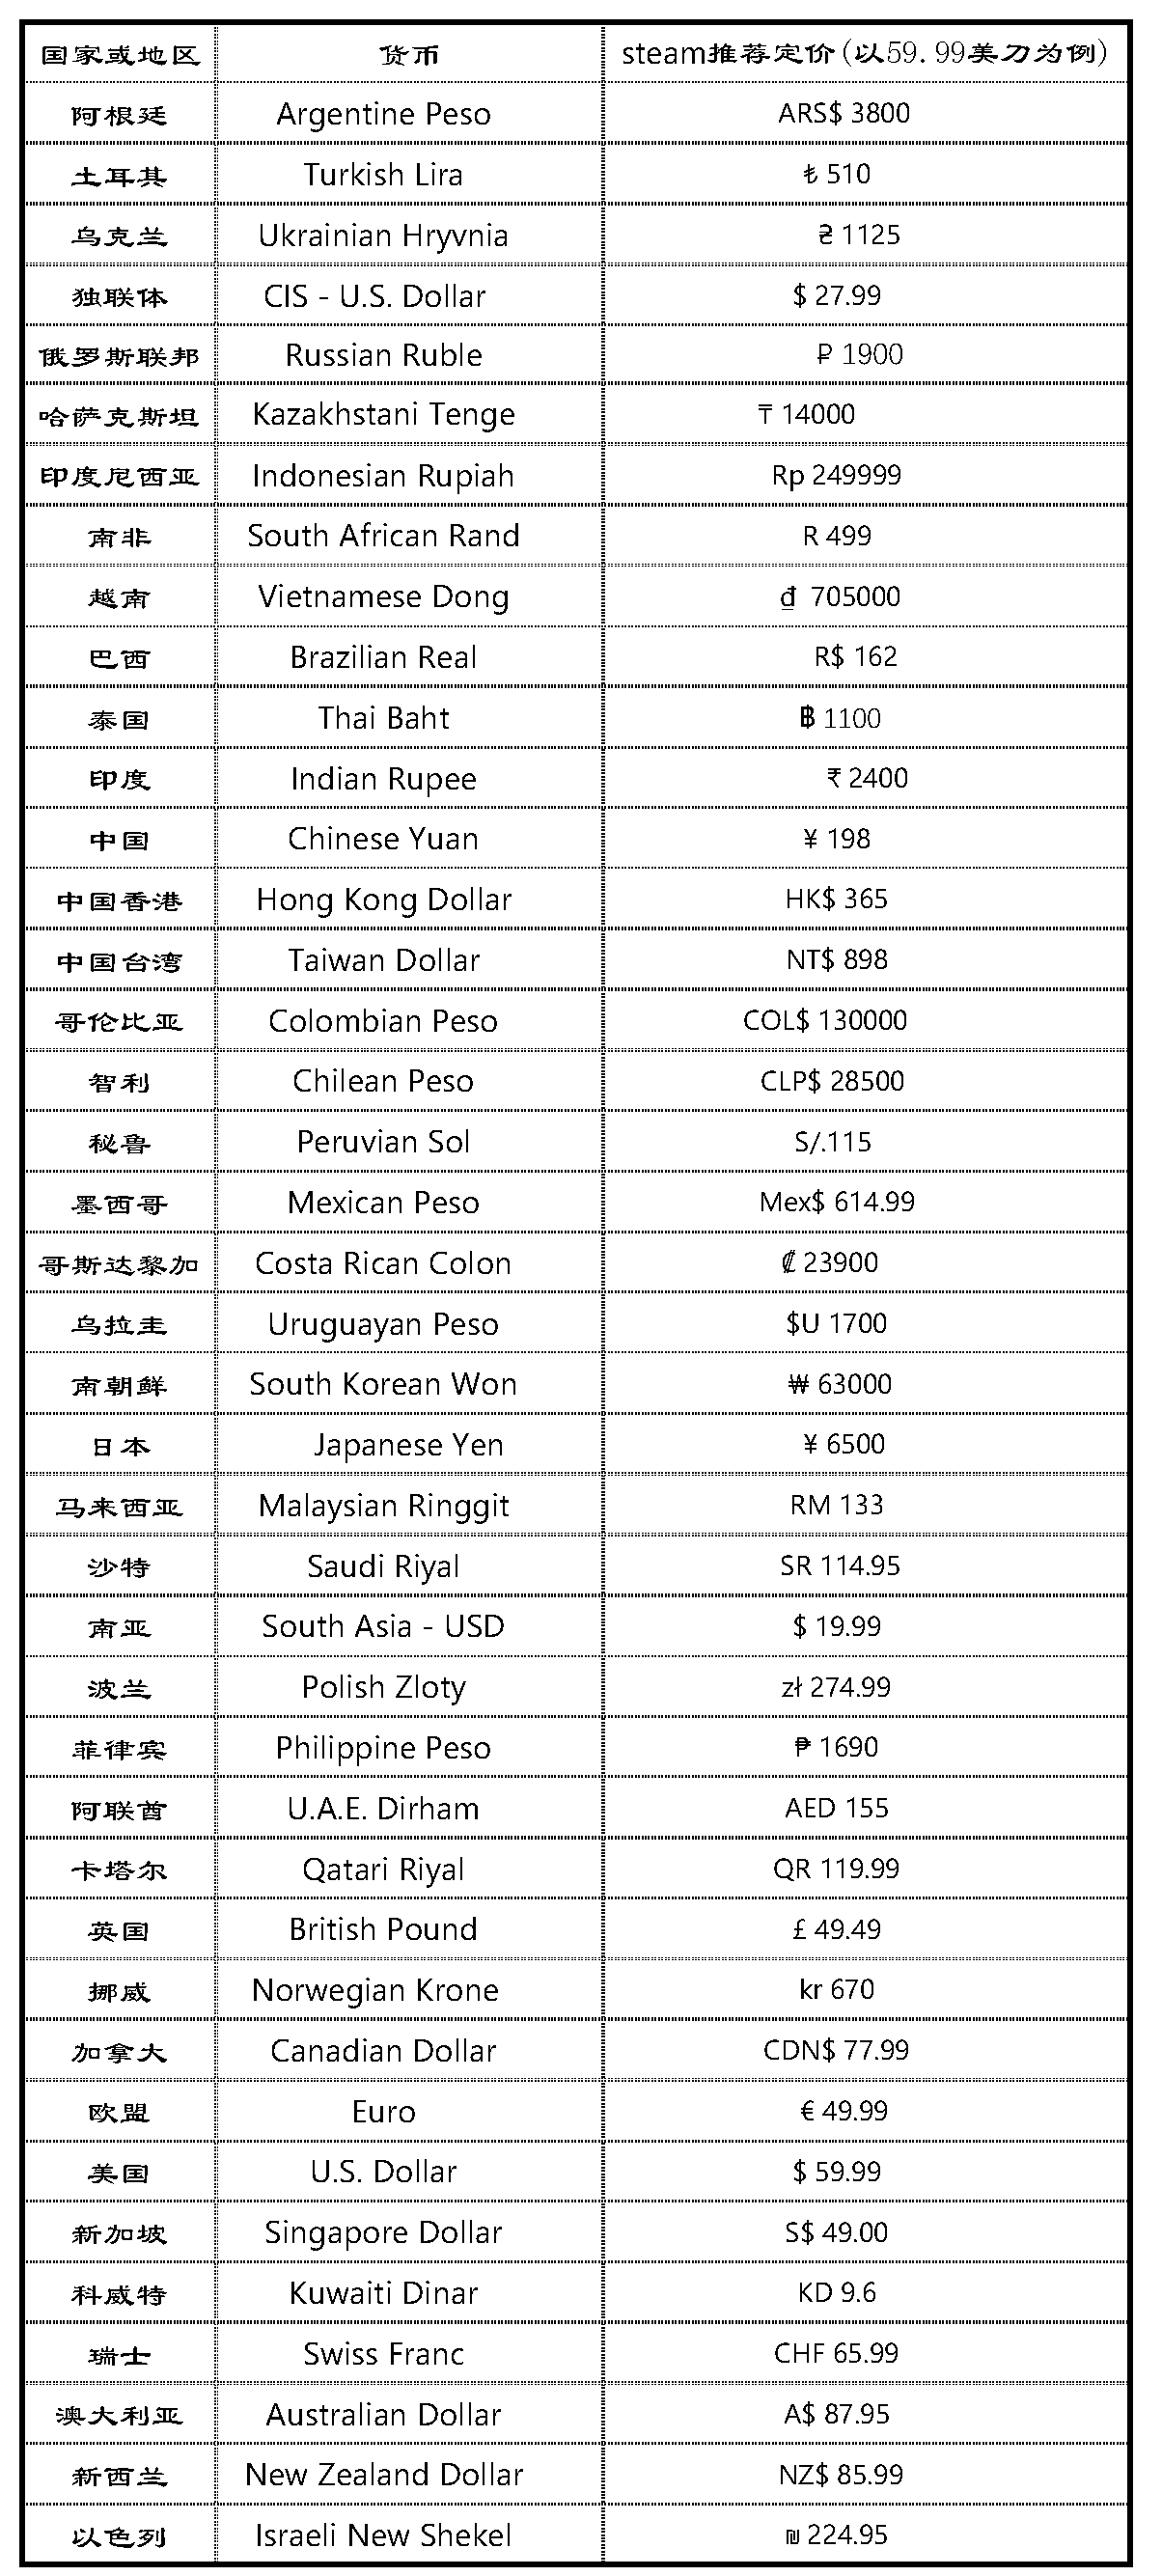 国家或地区 货币 steam推荐定价(以59.99美刀为例)
阿根廷 Argentine Peso ARS$ 3800
土耳其 Turkish Lira ₺ 510
乌克兰 Ukrainian Hryvnia ₴ 1125
独联体 CIS - U.S. Dollar $ 27.99
俄罗斯联邦 Russian Ruble ₽ 1900
哈萨克斯坦 Kazakhstani Tenge ₸ 14000
印度尼西亚 Indonesian Rupiah Rp 249999
南非 South African Rand R 499
越南 Vietnamese Dong ₫ 705000
巴西 Brazilian Real R$ 162
泰国 Thai Baht ฿ 1100
印度 Indian Rupee ₹ 2400
中国 Chinese Yuan ¥ 198
中国香港 Hong Kong Dollar HK$ 365
中国台湾 Taiwan Dollar NT$ 898
哥伦比亚 Colombian Peso COL$ 130000
智利 Chilean Peso CLP$ 28500
秘鲁 Peruvian Sol S/.115
墨西哥 Mexican Peso Mex$ 614.99
哥斯达黎加 Costa Rican Colon ₡ 23900
乌拉圭 Uruguayan Peso $U 1700
南朝鲜 South Korean Won ₩ 63000
日本 Japanese Yen ¥ 6500
马来西亚 Malaysian Ringgit RM 133
沙特 Saudi Riyal SR 114.95
南亚 South Asia - USD $ 19.99
波兰 Polish Zloty zł 274.99
菲律宾 Philippine Peso ₱ 1690
阿联酋 U.A.E. Dirham AED 155
卡塔尔 Qatari Riyal QR 119.99
英国 British Pound £ 49.49
挪威 Norwegian Krone kr 670
加拿大 Canadian Dollar CDN$ 77.99
欧盟 Euro € 49.99
美国 U.S. Dollar $ 59.99
新加坡 Singapore Dollar S$ 49.00
科威特 Kuwaiti Dinar KD 9.6
瑞士 Swiss Franc CHF 65.99
澳大利亚 Australian Dollar A$ 87.95
新西兰 New Zealand Dollar NZ$ 85.99
以色列 Israeli New Shekel ₪ 224.95